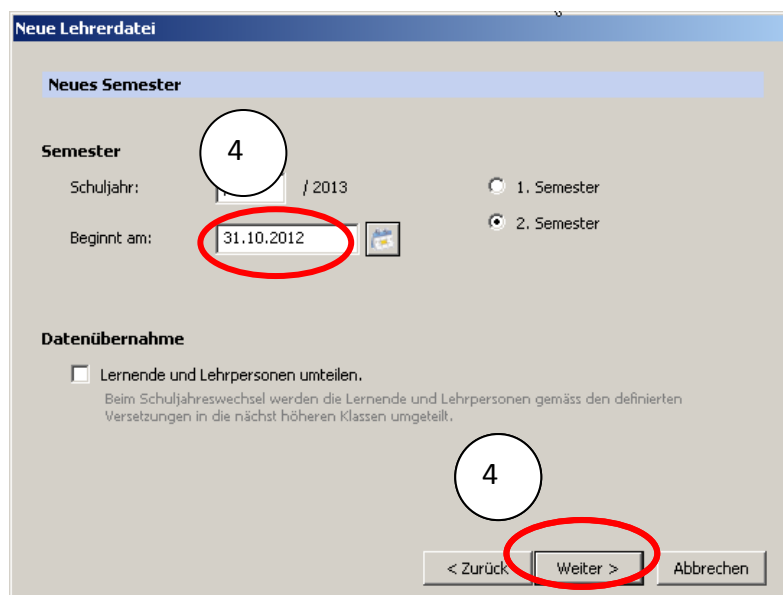 Neue Lehrerdatei
Neues Semester
Semester
4
Schuljahr: / 2013
1. Semester
Beginnt am: 31.10.2012
2. Semester
Datenübernahme
Lernende und Lehrpersonen umteilen.
Beim Schuljahreswechsel werden die Lernende und Lehrpersonen gemäss den definierten
Versetzungen in die nächst höheren Klassen umgeteilt.
4
< Zurück Weiter > Abbrechen